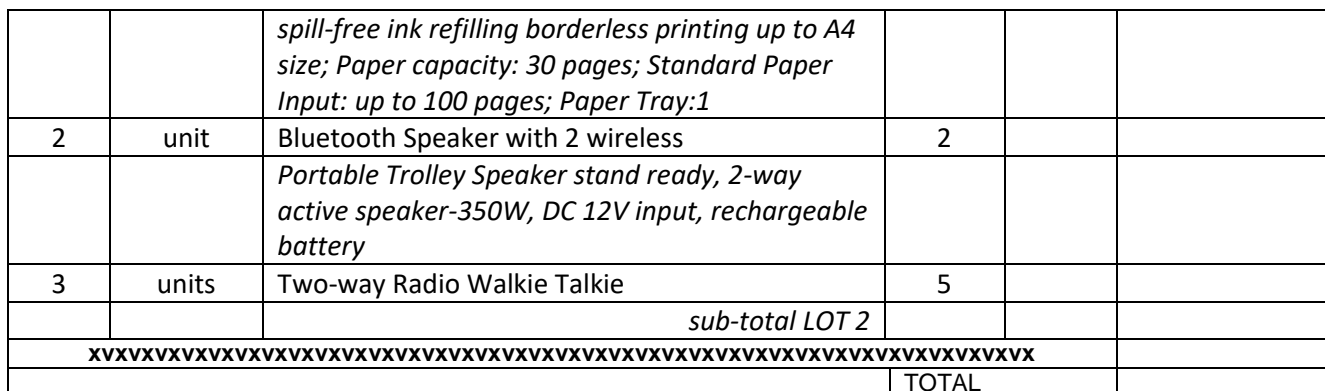 spill-free ink refilling borderless printing up to A4
size; Paper capacity: 30 pages; Standard Paper
Input: up to 100 pages; Paper Tray:1
2 unit Bluetooth Speaker with 2 wireless 2
Portable Trolley Speaker stand ready, 2-way
active speaker-350W, DC 12V input, rechargeable
battery
3 units Two-way Radio Walkie Talkie 5
sub-total LOT 2
xvxvxvxvxvxvxvxvxvxvxvxvxvxvxvxvxvxvxvxvxvxvxvxvxvxvxvxvxvxvxvxvxvxvxvx
TOTAL